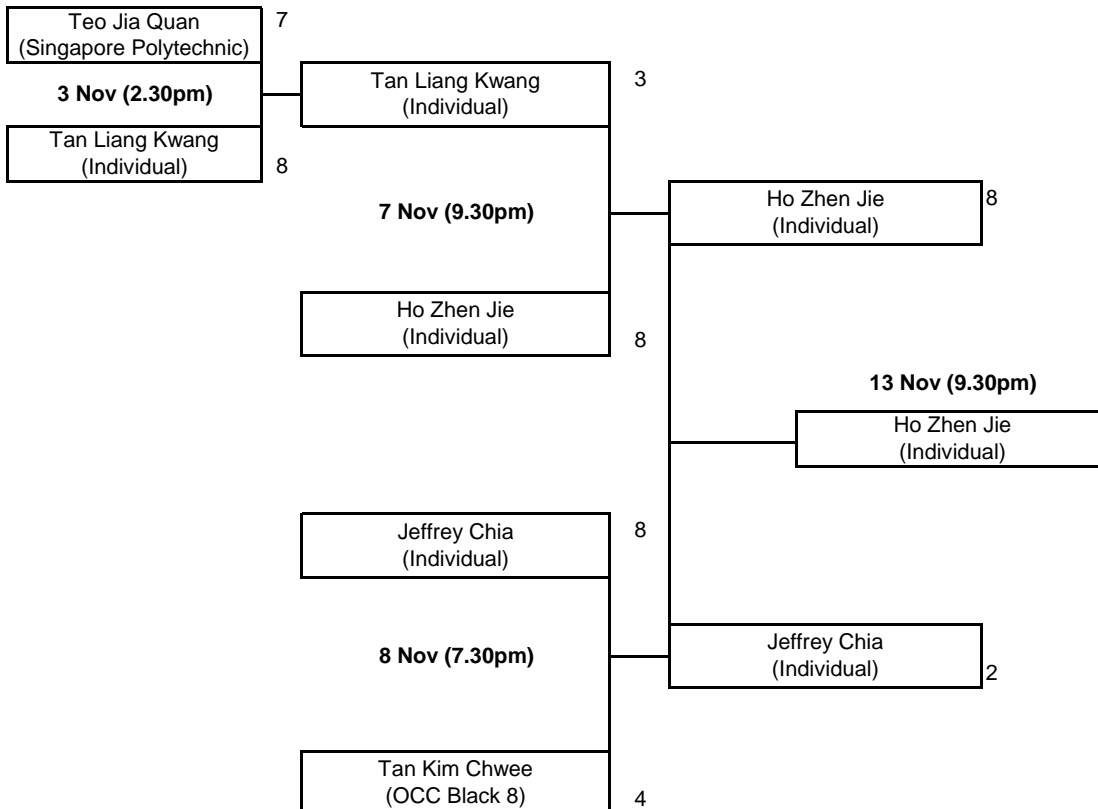 Teo Jia Quan
(Singapore Polytechnic)
7
3 Nov (2.30pm)
Tan Liang Kwang
(Individual)
8
Tan Liang Kwang
(Individual)
3
7 Nov (9.30pm)
Ho Zhen Jie
(Individual)
8
Ho Zhen Jie
(Individual)
8
13 Nov (9.30pm)
Ho Zhen Jie
(Individual)
Jeffrey Chia
(Individual)
8
8 Nov (7.30pm)
Jeffrey Chia
(Individual)
2
Tan Kim Chwee
(OCC Black 8)
4